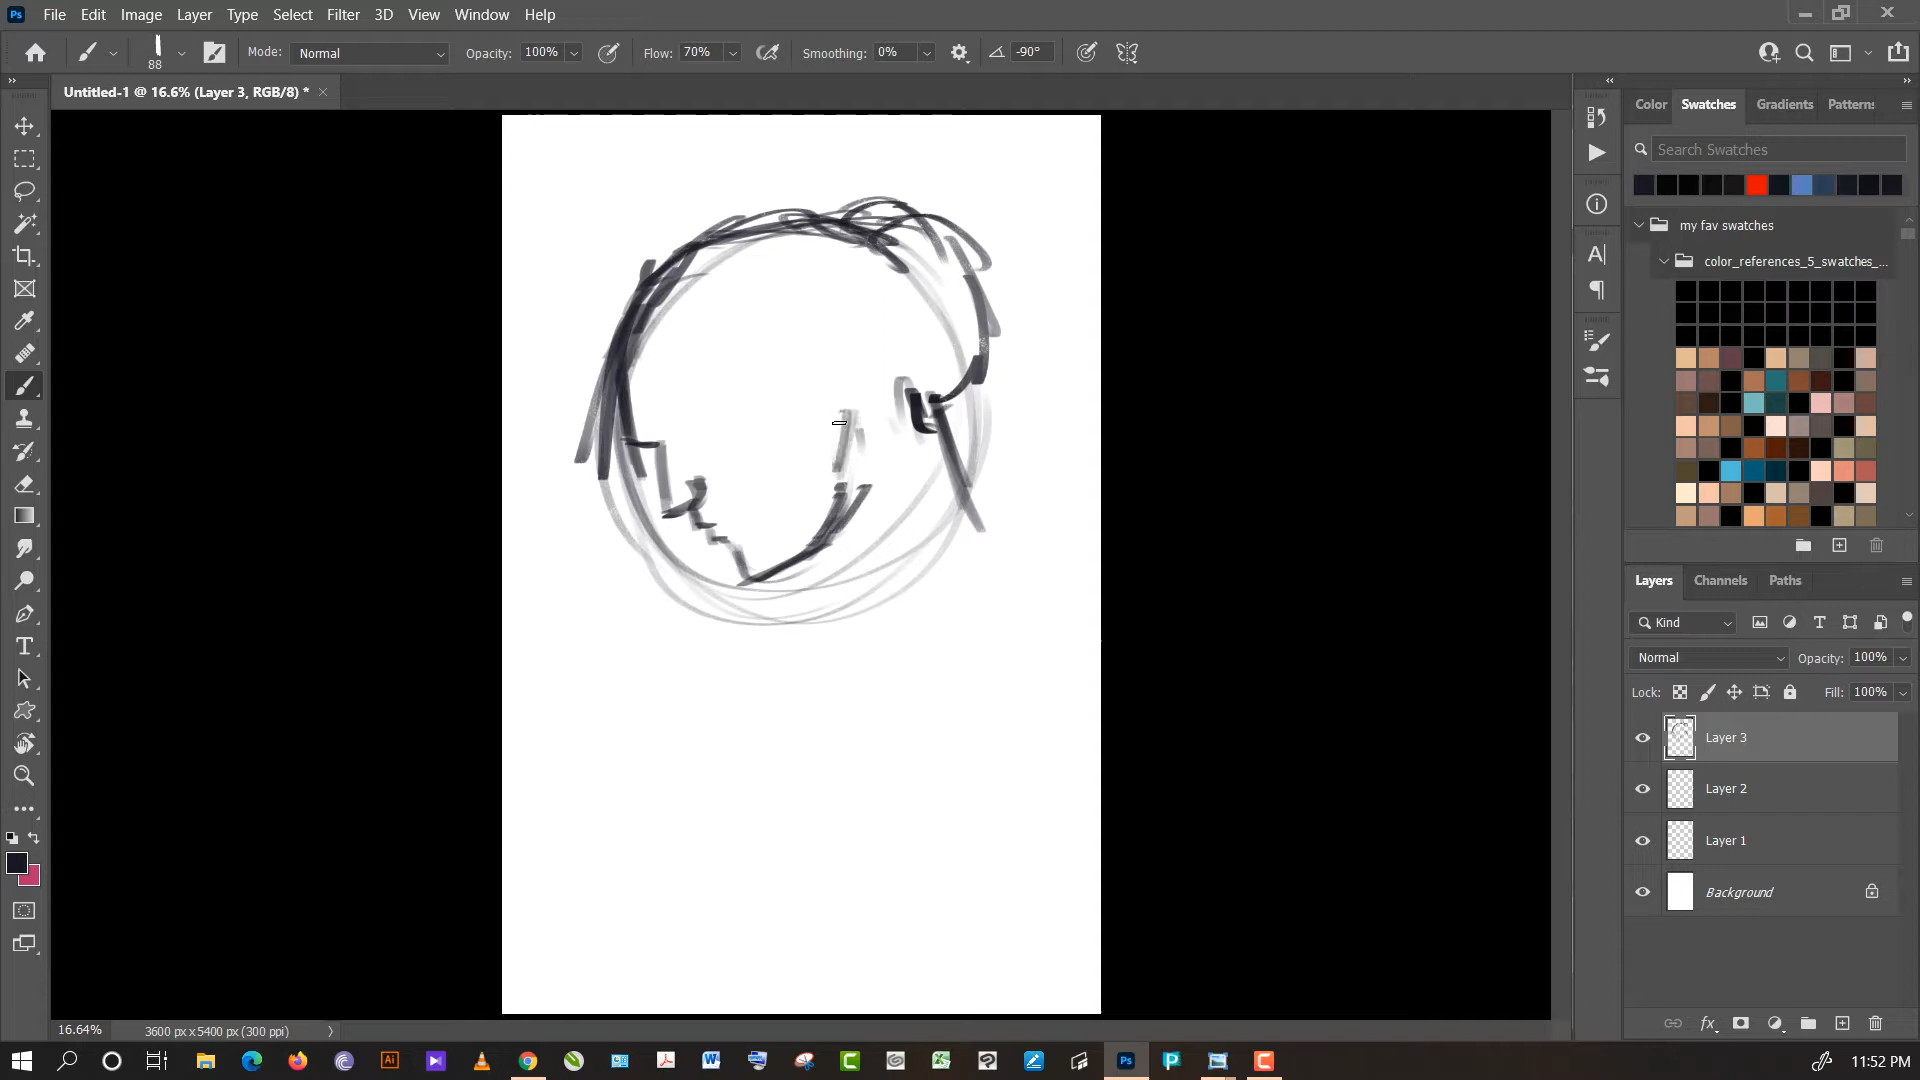 File Edit Image Layer Type Select Filter 3D View Window Help
88 Mode: Normal Opacity: 100% Flow: 70% Smoothing: 0% -90°
Untitled-1 @ 16.6% (Layer 3, RGB/8) *
Color Swatches Gradients Patterns
Search Swatches
my fav swatches
color_references_5_swatches_...
Layers Channels Paths
Kind
Normal Opacity: 100%
Lock: Fill: 100%
Layer 3
Layer 2
Layer 1
Background
16.64% 3600 px x 5400 px (300 ppi)
11:52 PM